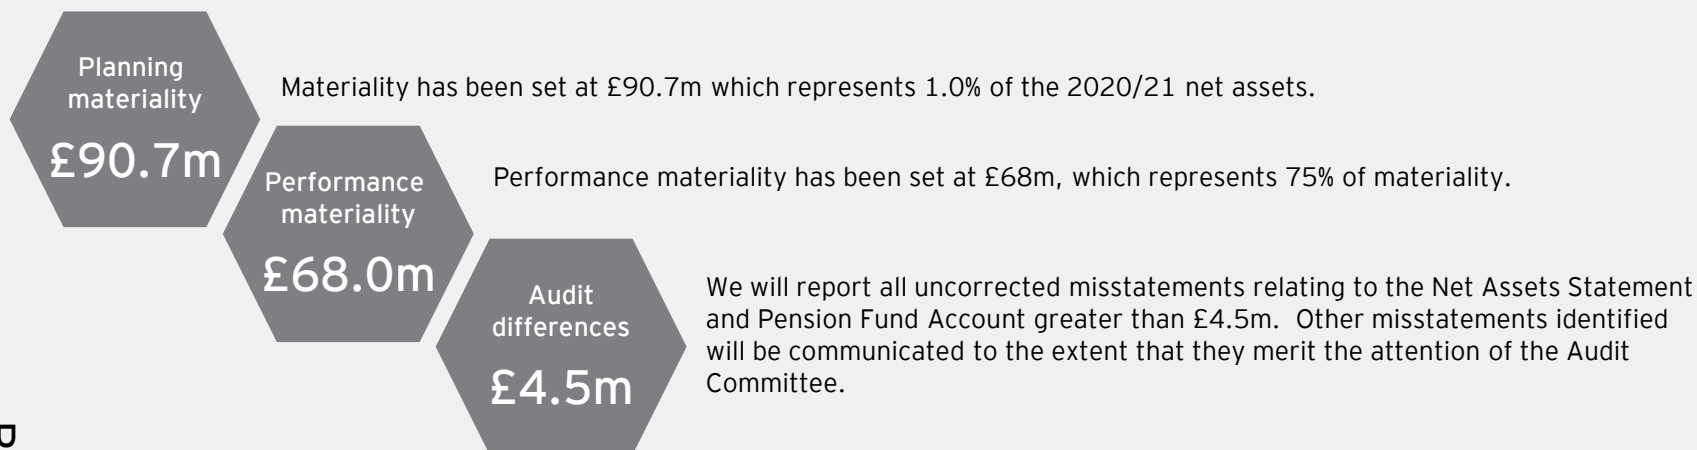 Planning
materiality
£90.7m
Materiality has been set at £90.7m which represents 1.0% of the 2020/21 net assets.
Performance
materiality
£68.0m
Performance materiality has been set at £68m, which represents 75% of materiality.
Audit
differences
£4.5m
We will report all uncorrected misstatements relating to the Net Assets Statement
and Pension Fund Account greater than £4.5m.  Other misstatements identified
will be communicated to the extent that they merit the attention of the Audit
Committee.